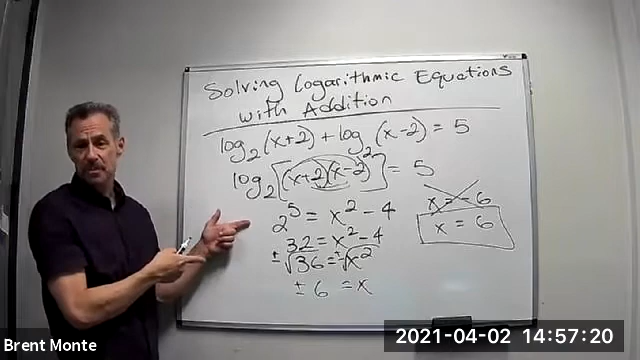 Solving Logarithmic Equations
with Addition
log₂(x+2) + log₂(x-2) = 5
log₂[(x+2)(x-2)] = 5
2⁵ = x² - 4
32 = x² - 4
±√36 = ±√x²
± 6 = x
x = -6
x = 6
Brent Monte
2021-04-02 14:57:20